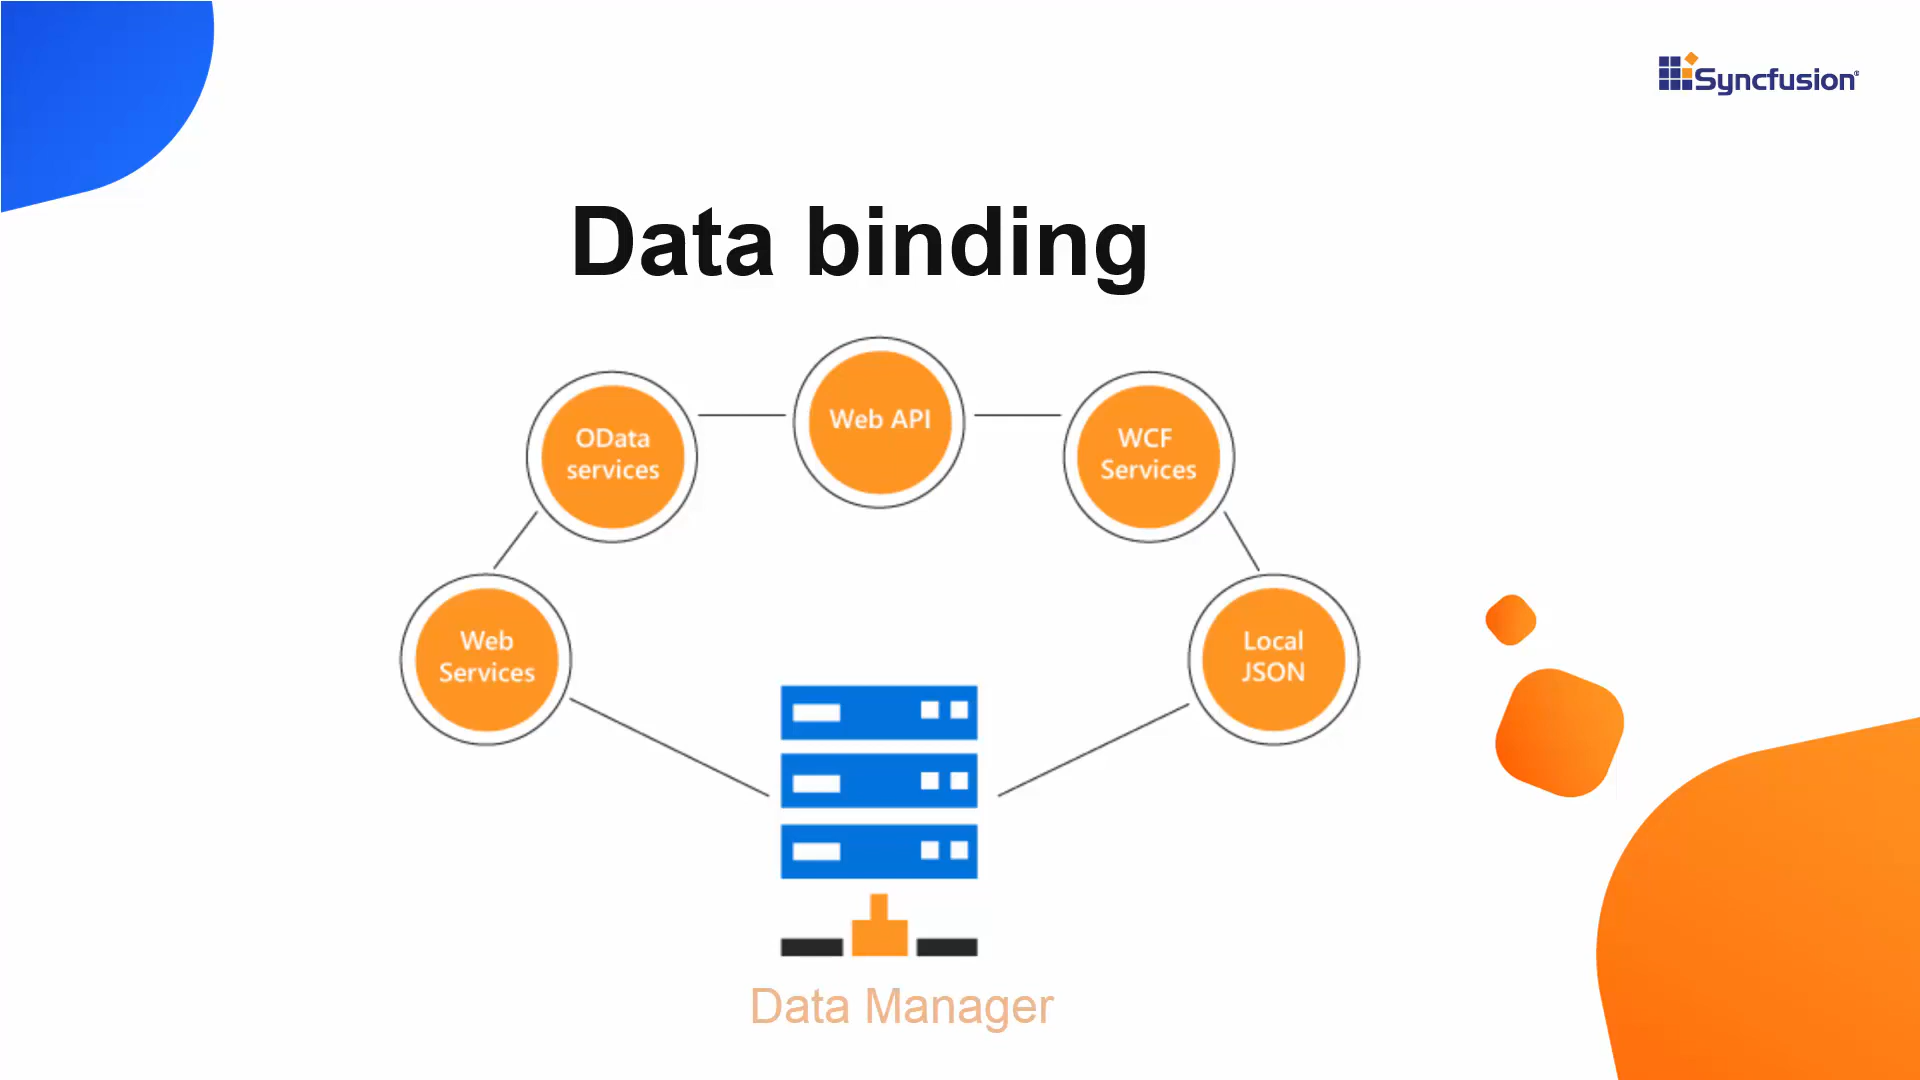 Syncfusion
Data binding
Web API
OData
services
WCF
Services
Web
Services
Local
JSON
Data Manager